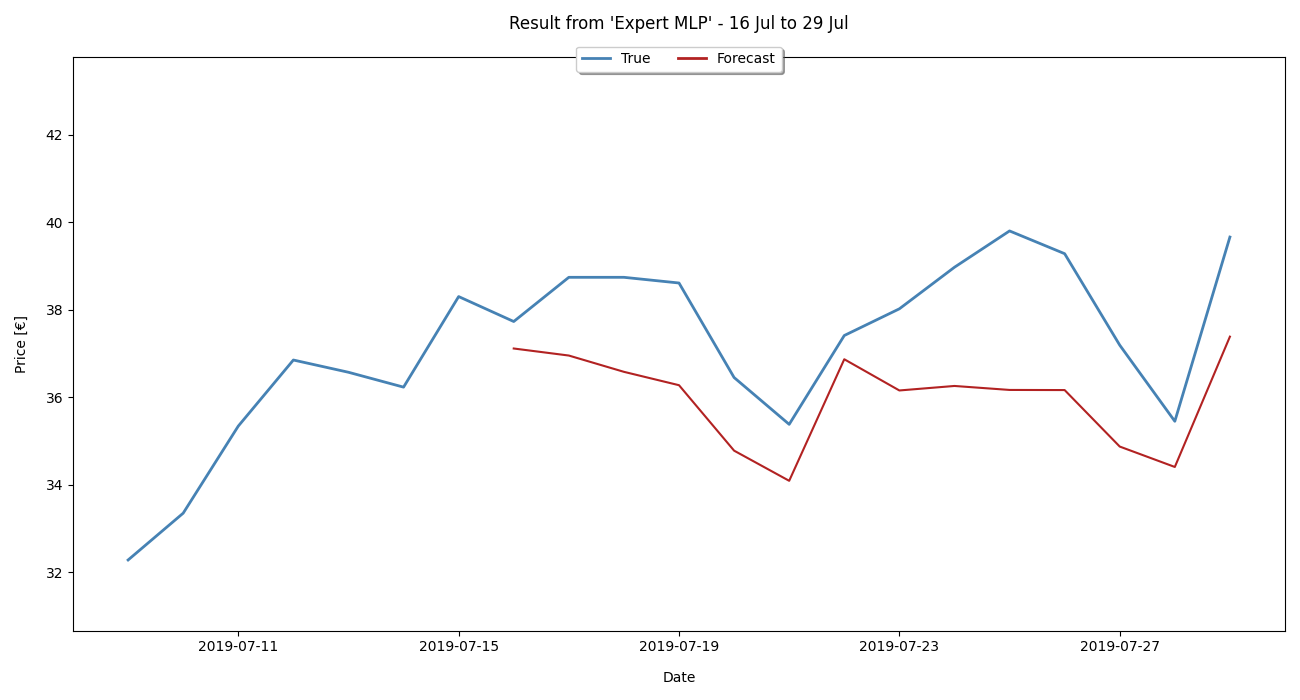 Result from 'Expert MLP' - 16 Jul to 29 Jul
True Forecast
Price [€]
42
40
38
36
34
32
2019-07-11 2019-07-15 2019-07-19 2019-07-23 2019-07-27
Date